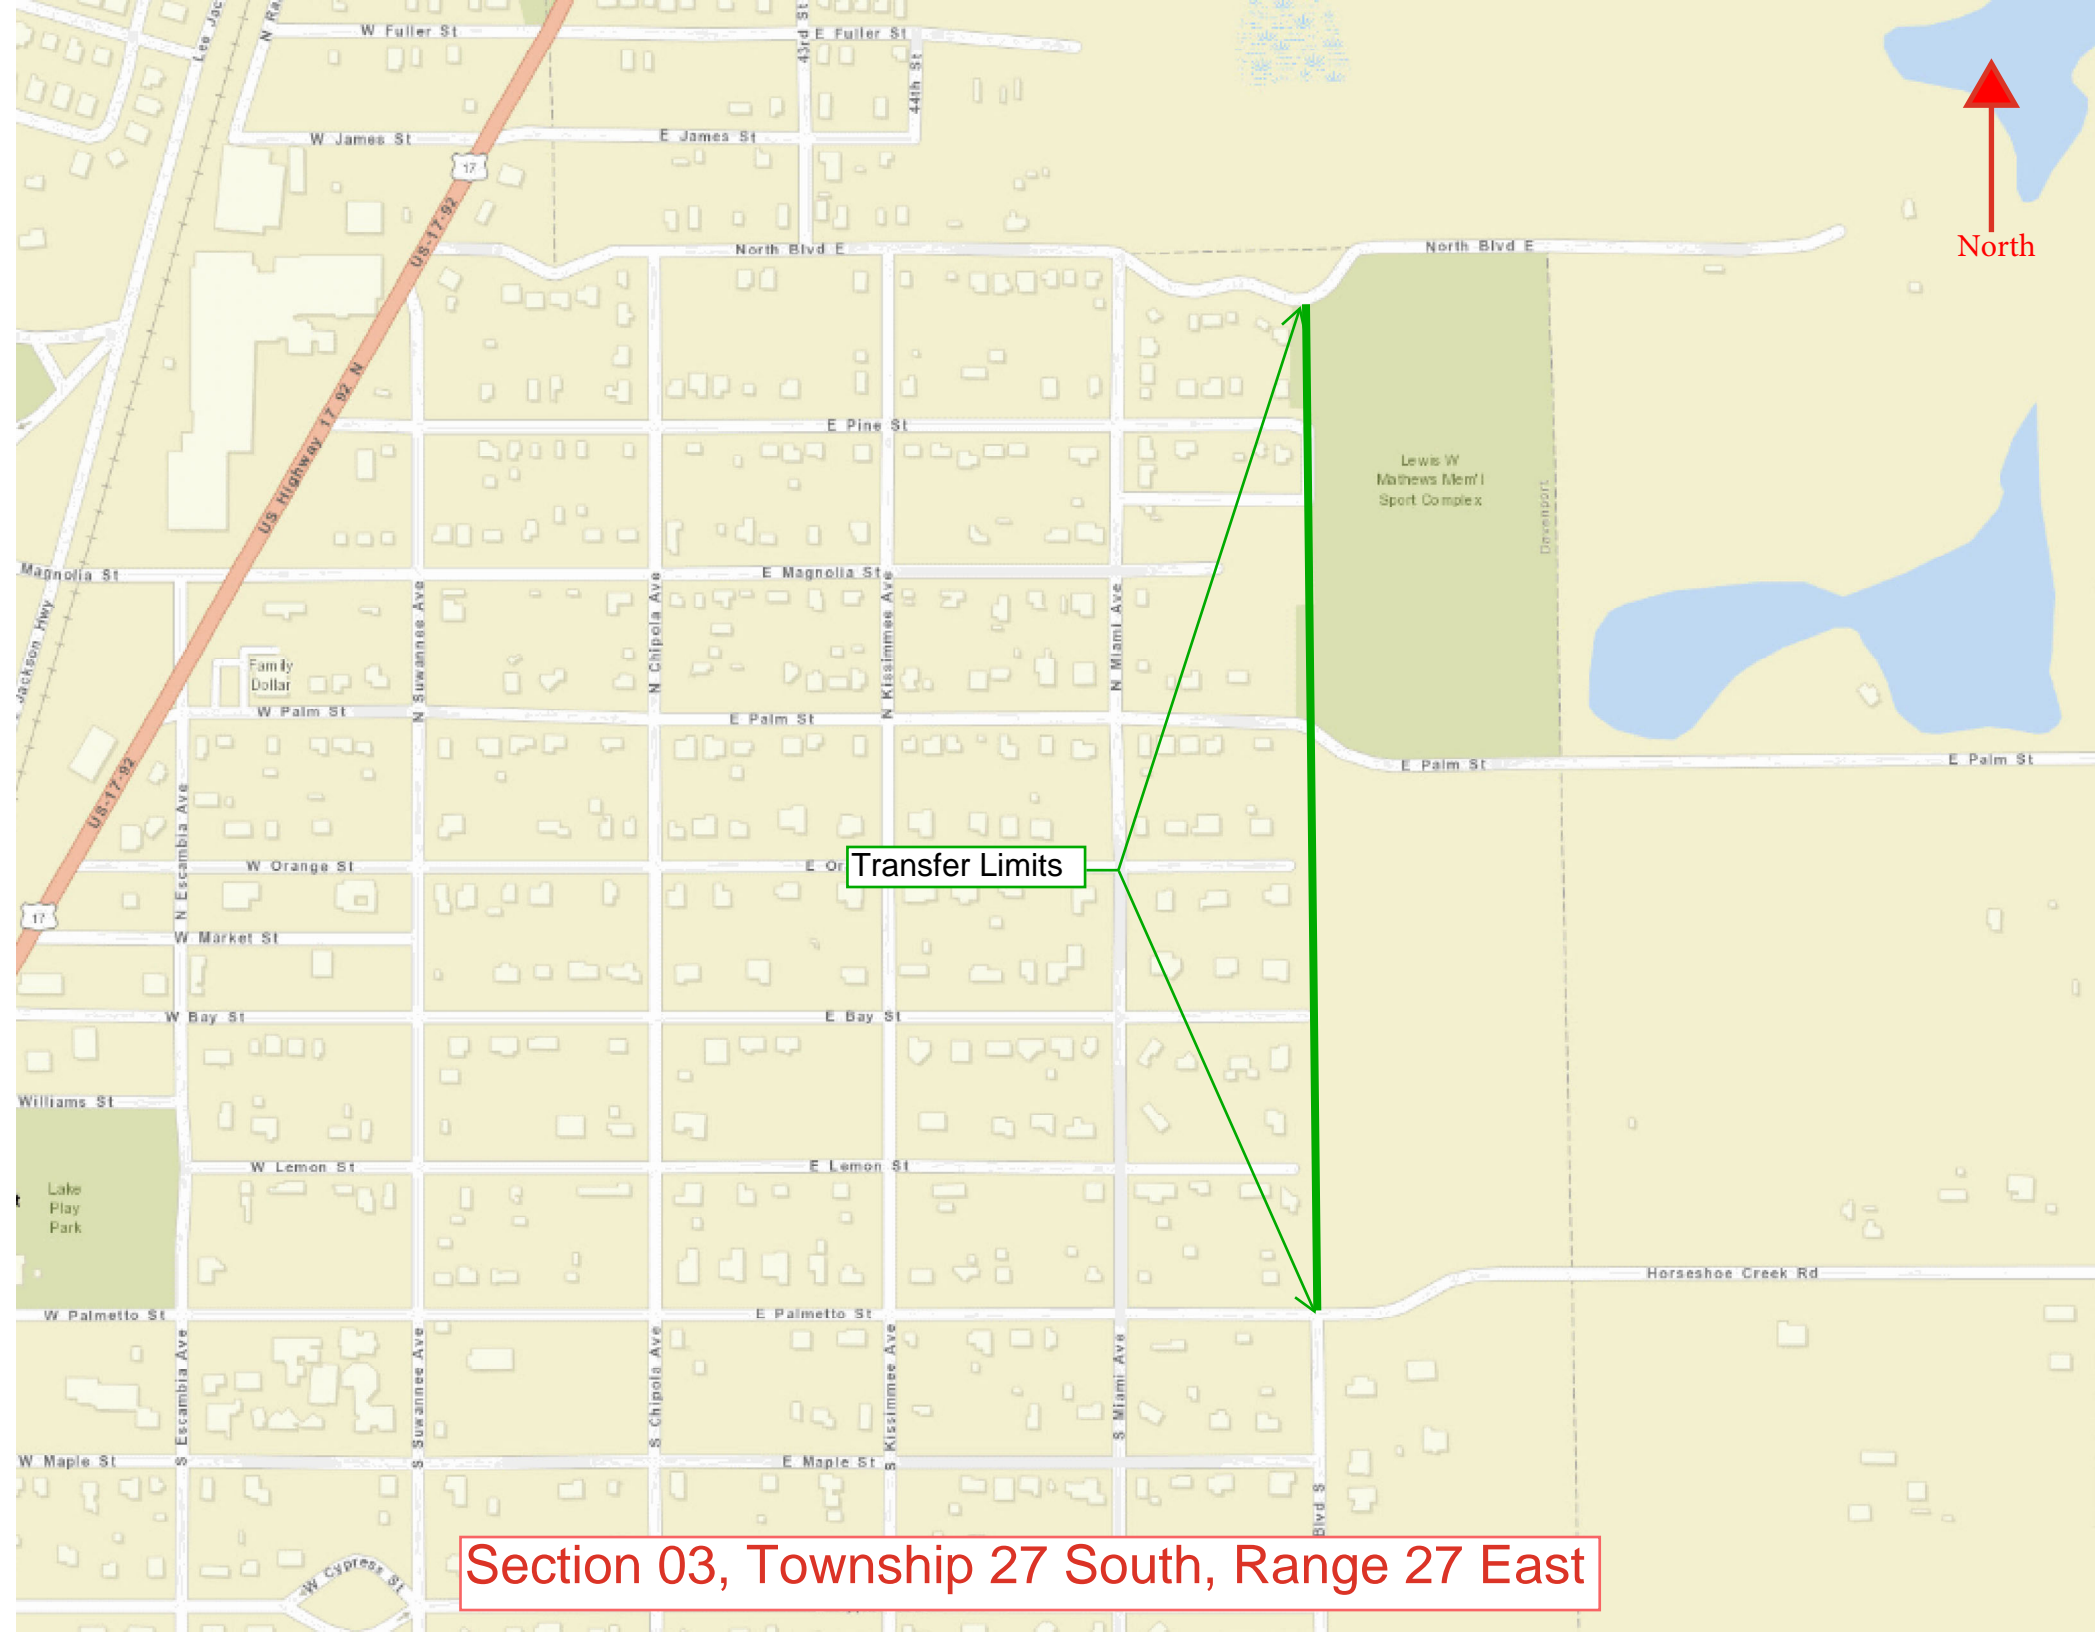 W Fuller St
43rd St
E Fuller St
44th St
W James St
E James St
17
US-17-92
North Blvd E
North Blvd E
North
US Highway 17 92 N
E Pine St
Lewis W
Mathews Mem'l
Sport Complex
Davenport
Magnolia St
E Magnolia St
Jackson Hwy
N Suwannee Ave
N Chipola Ave
N Kissimmee Ave
N Miami Ave
Family
Dollar
W Palm St
E Palm St
E Palm St
E Palm St
US-17-92
N Escambia Ave
W Orange St
E Or
Transfer Limits
17
W Market St
W Bay St
E Bay St
Williams St
W Lemon St
E Lemon St
Lake
Play
Park
Horseshoe Creek Rd
W Palmetto St
E Palmetto St
S Escambia Ave
S Suwannee Ave
S Chipola Ave
S Kissimmee Ave
S Miami Ave
W Maple St
E Maple St
Blvd S
W Cypress St
Section 03, Township 27 South, Range 27 East